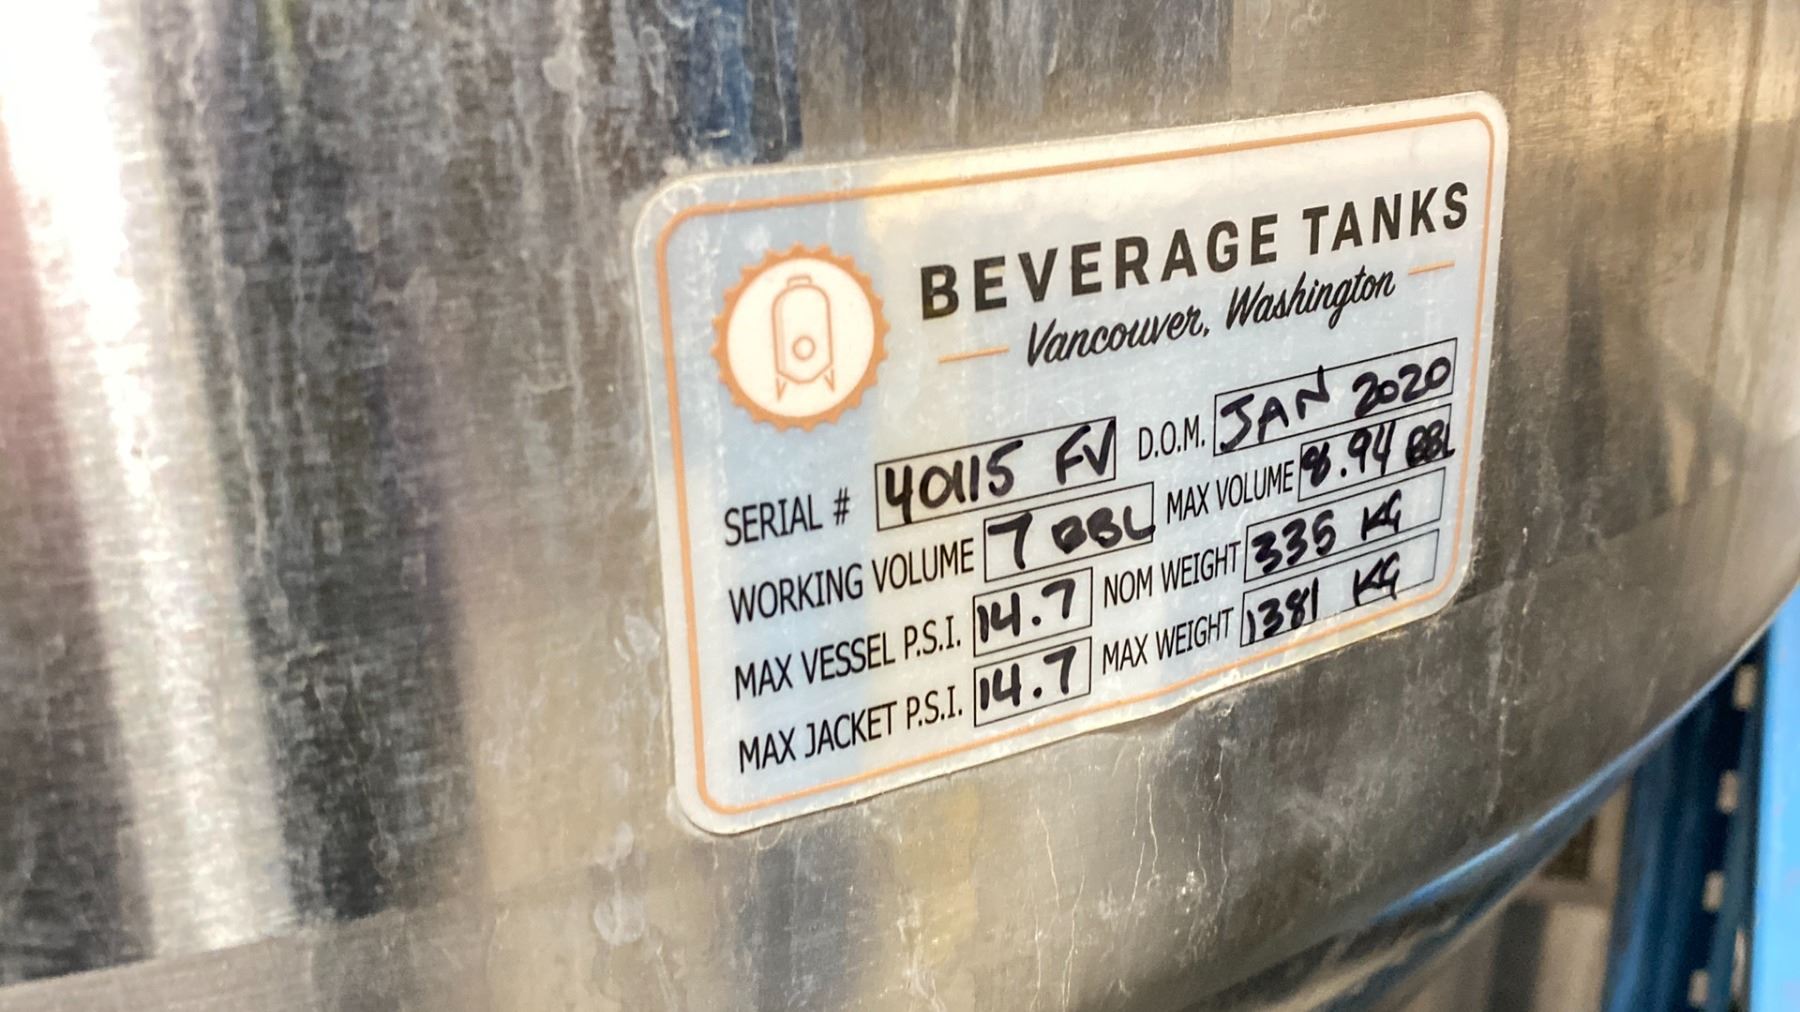 BEVERAGE TANKS
Vancouver, Washington
SERIAL # 40115 FV D.O.M. JAN 2020
WORKING VOLUME 7 BBL MAX VOLUME 8.94 BBL
MAX VESSEL P.S.I. 14.7 NOM WEIGHT 335 KG
MAX JACKET P.S.I. 14.7 MAX WEIGHT 1381 KG